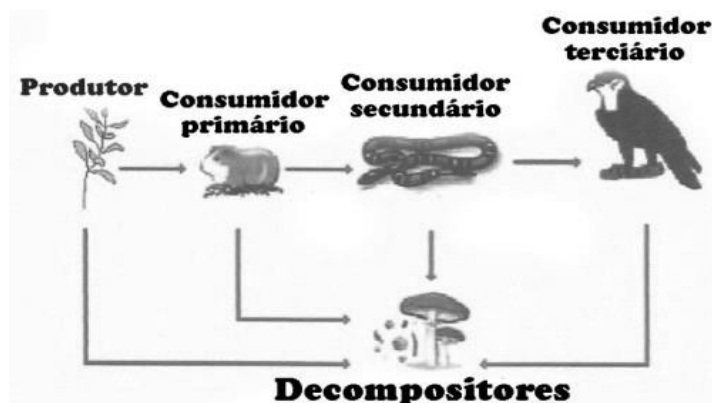 Produtor
Consumidor
primário
Consumidor
secundário
Consumidor
terciário
Decompositores